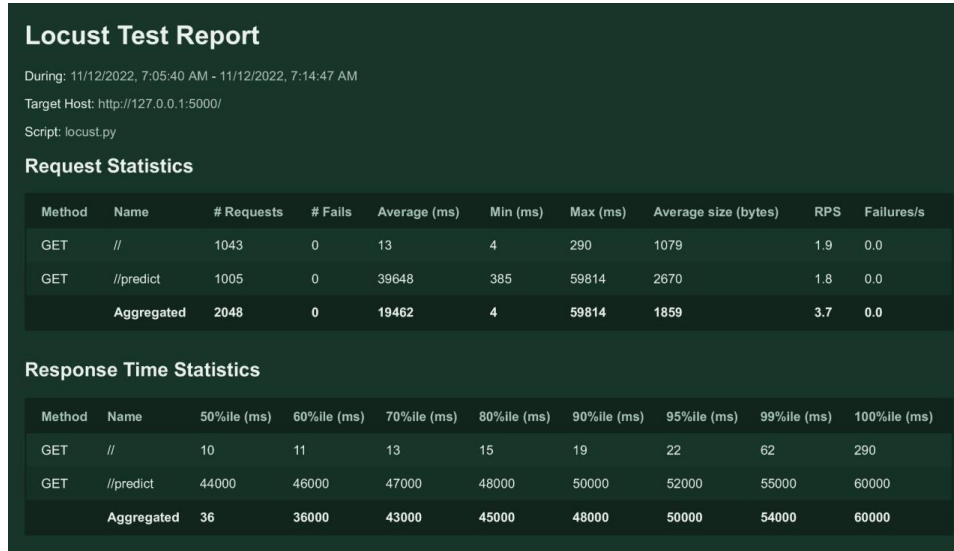 Locust Test Report
During: 11/12/2022, 7:05:40 AM - 11/12/2022, 7:14:47 AM
Target Host: http://127.0.0.1:5000/
Script: locust.py
Request Statistics
Method Name # Requests # Fails Average (ms) Min (ms) Max (ms) Average size (bytes) RPS Failures/s
GET // 1043 0 13 4 290 1079 1.9 0.0
GET //predict 1005 0 39648 385 59814 2670 1.8 0.0
Aggregated 2048 0 19462 4 59814 1859 3.7 0.0
Response Time Statistics
Method Name 50%ile (ms) 60%ile (ms) 70%ile (ms) 80%ile (ms) 90%ile (ms) 95%ile (ms) 99%ile (ms) 100%ile (ms)
GET // 10 11 13 15 19 22 62 290
GET //predict 44000 46000 47000 48000 50000 52000 55000 60000
Aggregated 36 36000 43000 45000 48000 50000 54000 60000